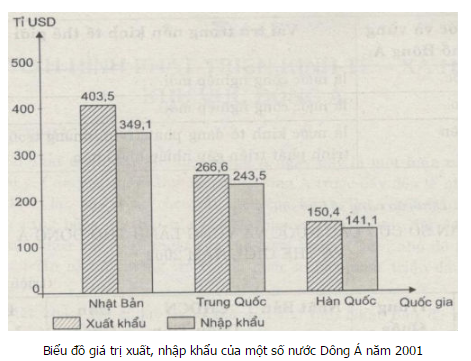 Tỉ USD
500
400
300
200
100
0
403,5
349,1
266,6
243,5
150,4
141,1
Nhật Bản
Trung Quốc
Hàn Quốc
Quốc gia
Xuất khẩu
Nhập khẩu
Biểu đồ giá trị xuất, nhập khẩu của một số nước Dông Á năm 2001